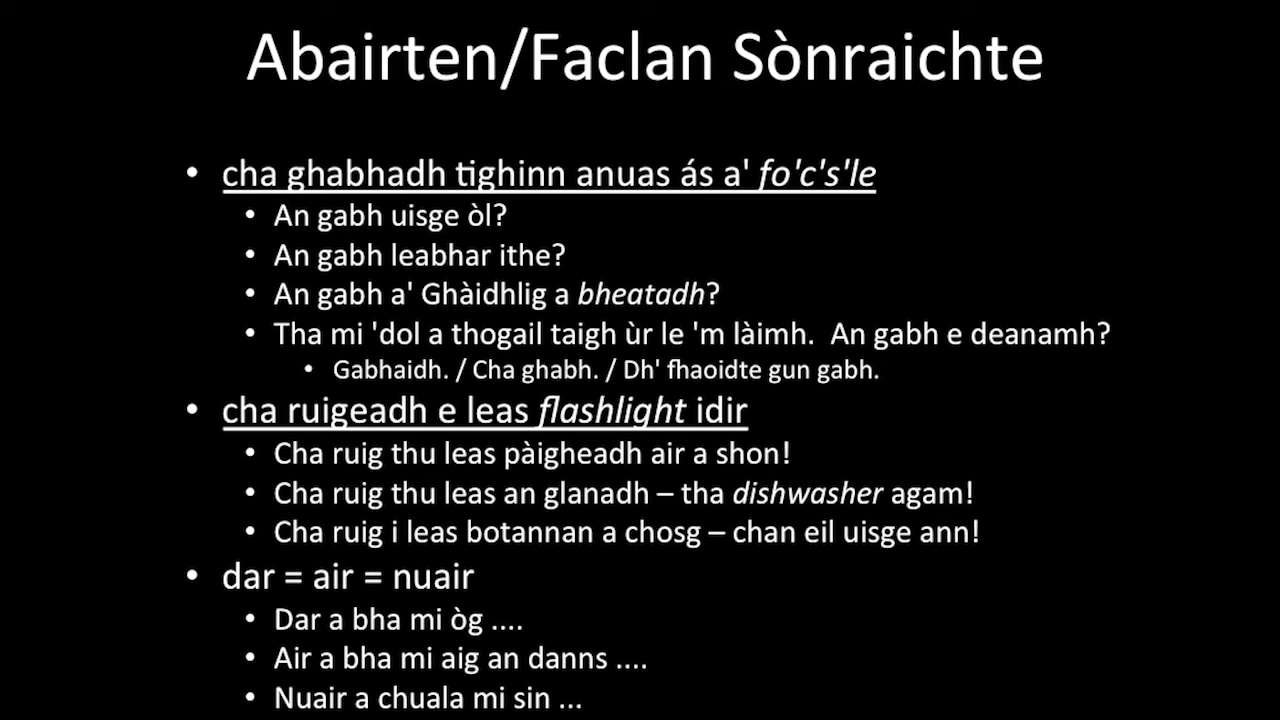 Abairten/Faclan Sònraichte
• cha ghabhadh tighinn anuas ás a' fo'c's'le
• An gabh uisge òl?
• An gabh leabhar ithe?
• An gabh a' Ghàidhlig a bheatadh?
• Tha mi 'dol a thogail taigh ùr le 'm làimh. An gabh e deanamh?
• Gabhaidh. / Cha ghabh. / Dh' fhaoidte gun gabh.
• cha ruigeadh e leas flashlight idir
• Cha ruig thu leas pàigheadh air a shon!
• Cha ruig thu leas an glanadh – tha dishwasher agam!
• Cha ruig i leas botannan a chosg – chan eil uisge ann!
• dar = air = nuair
• Dar a bha mi òg ....
• Air a bha mi aig an danns ....
• Nuair a chuala mi sin ...